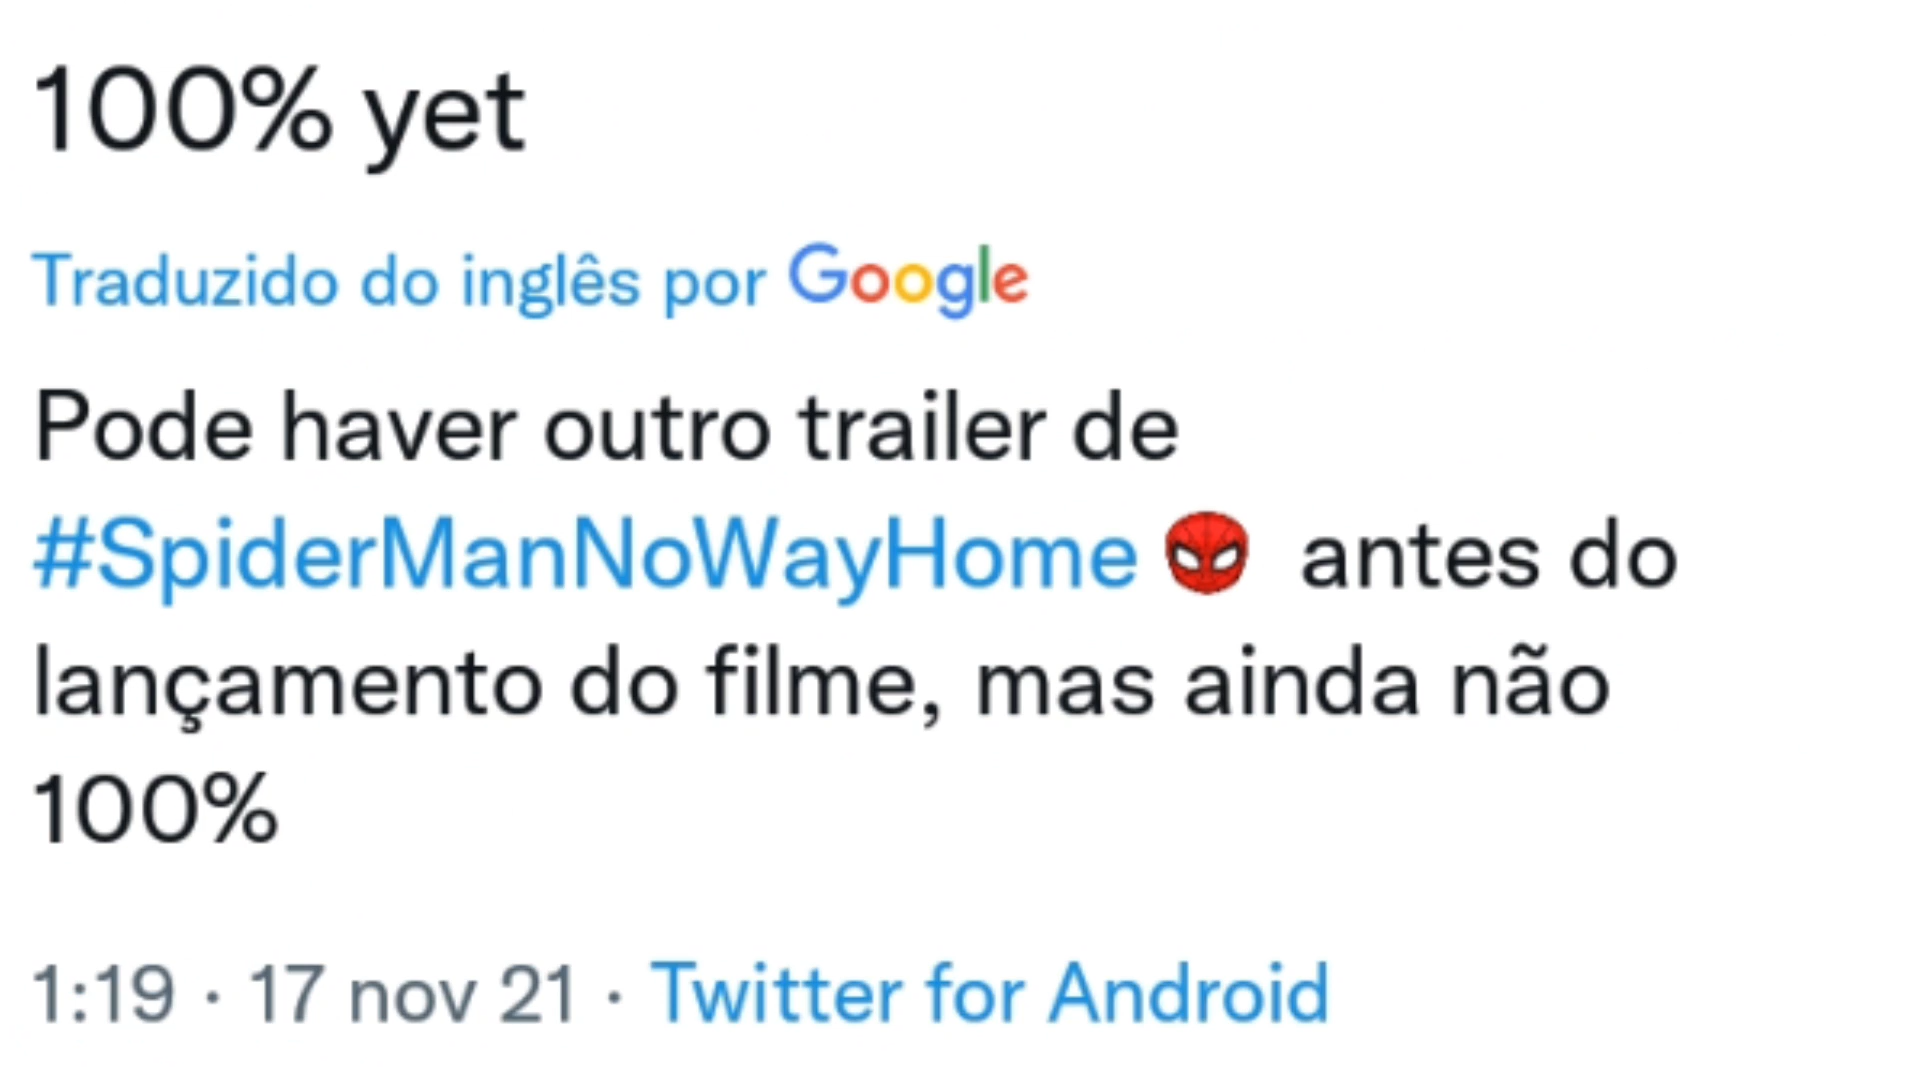 100% yet
Traduzido do inglês por Google
Pode haver outro trailer de
#SpiderManNoWayHome antes do
lançamento do filme, mas ainda não
100%
1:19 · 17 nov 21 · Twitter for Android